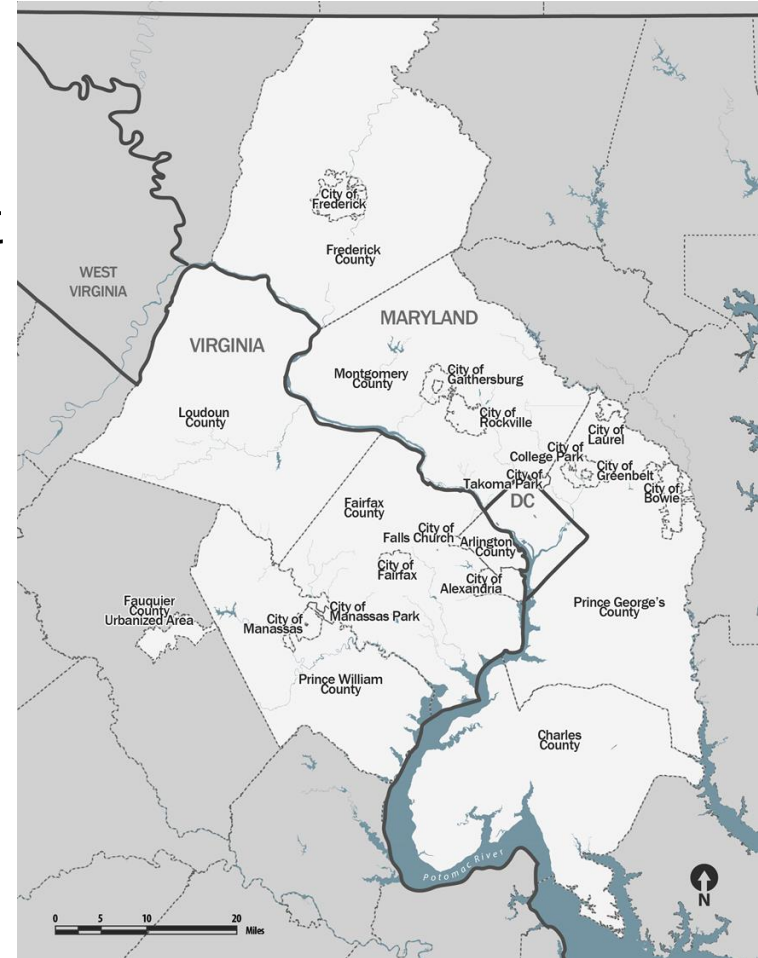 City of
Frederick
Frederick
County
WEST
VIRGINIA
MARYLAND
VIRGINIA
Montgomery
County
City of
Gaithersburg
Loudoun
County
City of
Rockville
City of
Laurel
City of
College Park
City of
Greenbelt
City of
Takoma Park
City of
Bowie
DC
Fairfax
County
City of
Falls Church
Arlington
County
City of
Fairfax
City of
Alexandria
Fauquier
County
Urbanized Area
City of
Manassas
City of
Manassas Park
Prince George's
County
Prince William
County
Charles
County
Potomac River
N
0 5 10 20
Miles